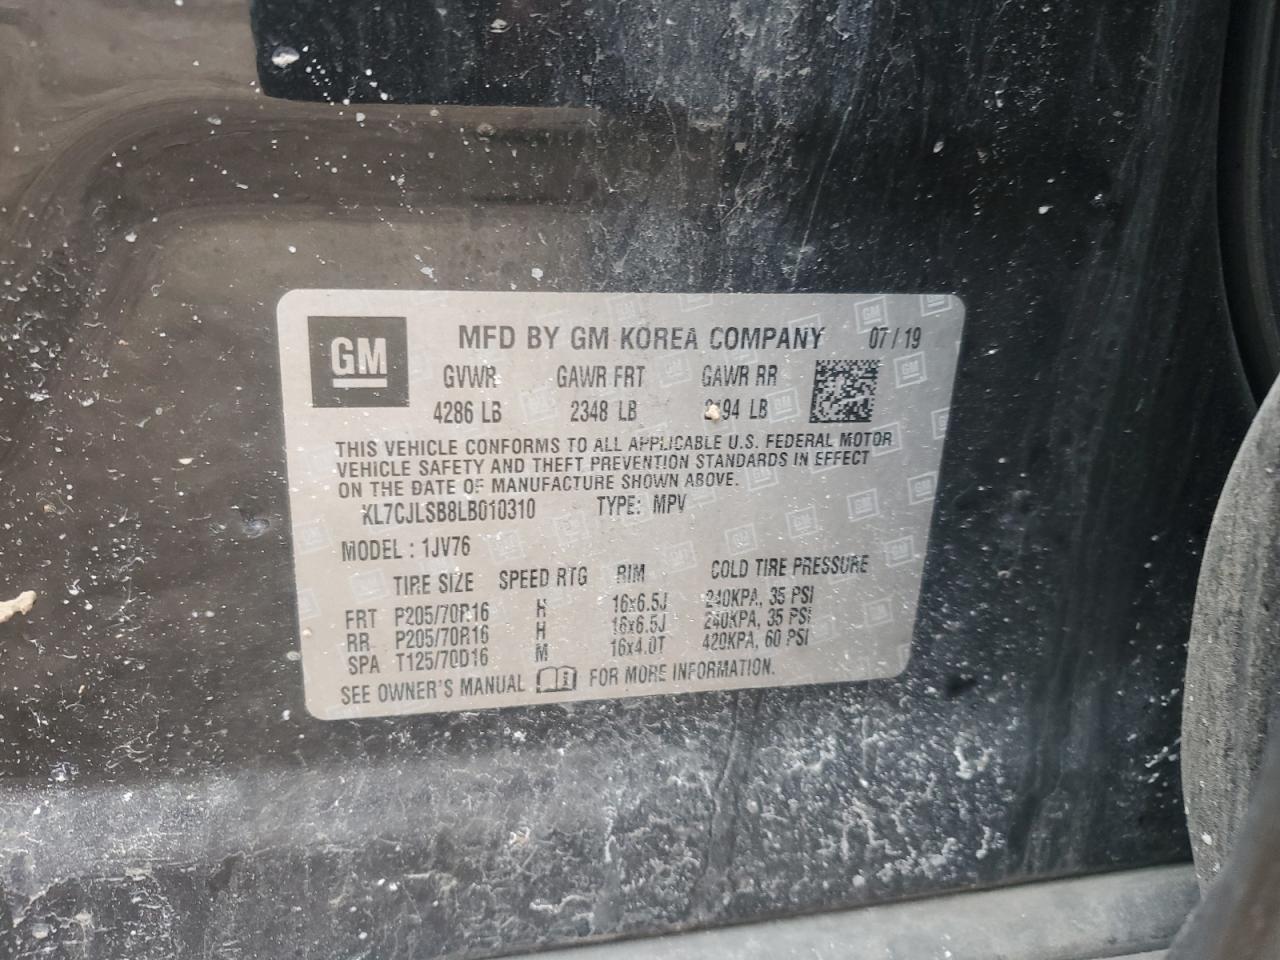 GM
MFD BY GM KOREA COMPANY 07/19
GVWR GAWR FRT GAWR RR
4286 LB 2348 LB 2194 LB
THIS VEHICLE CONFORMS TO ALL APPLICABLE U.S. FEDERAL MOTOR
VEHICLE SAFETY AND THEFT PREVENTION STANDARDS IN EFFECT
ON THE DATE OF MANUFACTURE SHOWN ABOVE.
KL7CJLSB8LB010310 TYPE: MPV
MODEL : 1JV76
TIRE SIZE SPEED RTG RIM COLD TIRE PRESSURE
FRT P205/70R16 H 16x6.5J 240KPA, 35 PSI
RR P205/70R16 H 16x6.5J 240KPA, 35 PSI
SPA T125/70D16 M 16x4.0T 420KPA, 60 PSI
SEE OWNER'S MANUAL FOR MORE INFORMATION.